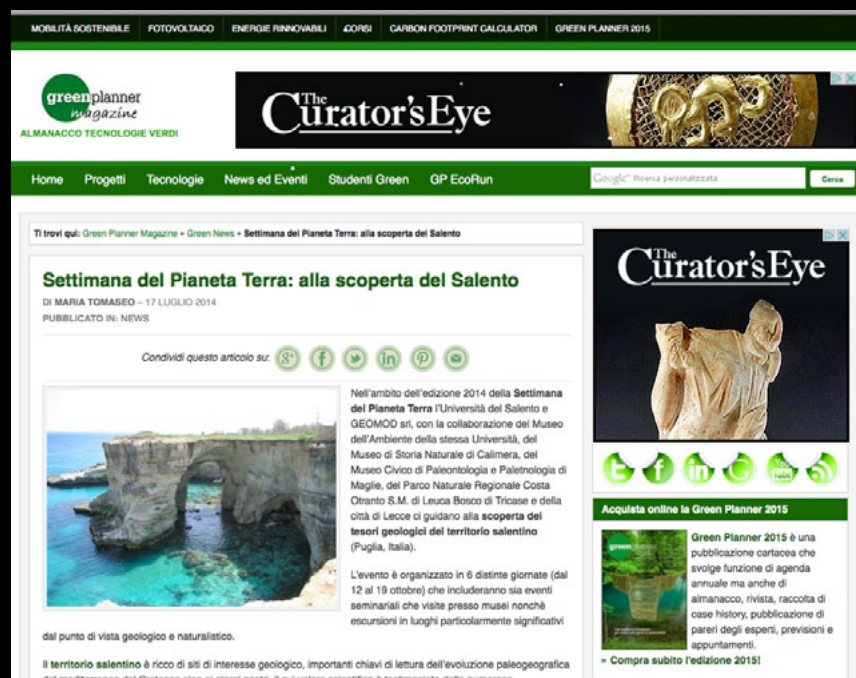 MOBILITÀ SOSTENIBILE FOTOVOLTAICO ENERGIE RINNOVABILI CORSI CARBON FOOTPRINT CALCULATOR GREEN PLANNER 2015
greenplanner
magazine
ALMANACCO TECNOLOGIE VERDI
The Curator's Eye
Home Progetti Tecnologie News ed Eventi Studenti Green GP EcoRun Google™ Ricerca personalizzata Cerca
Ti trovi qui: Green Planner Magazine » Green News » Settimana del Pianeta Terra: alla scoperta del Salento
Settimana del Pianeta Terra: alla scoperta del Salento
DI MARIA TOMASEO – 17 LUGLIO 2014
PUBBLICATO IN: NEWS
Condividi questo articolo su: g+ f in
Nell'ambito dell'edizione 2014 della Settimana
del Pianeta Terra l'Università del Salento e
GEOMOD srl, con la collaborazione del Museo
dell'Ambiente della stessa Università, del
Museo di Storia Naturale di Calimera, del
Museo Civico di Paleontologia e Paletnologia di
Maglie, del Parco Naturale Regionale Costa
Otranto S.M. di Leuca Bosco di Tricase e della
città di Lecce ci guidano alla scoperta dei
tesori geologici del territorio salentino
(Puglia, Italia).
L'evento è organizzato in 6 distinte giornate (dal
12 al 19 ottobre) che includeranno sia eventi
seminariali che visite presso musei nonchè
escursioni in luoghi particolarmente significativi
dal punto di vista geologico e naturalistico.
Il territorio salentino è ricco di siti di interesse geologico, importanti chiavi di lettura dell'evoluzione paleogeografica
The Curator's Eye
t f in G You Tube
Acquista online la Green Planner 2015
Green Planner 2015 è una
pubblicazione cartacea che
svolge funzione di agenda
annuale ma anche di
almanacco, rivista, raccolta di
case history, pubblicazione di
pareri degli esperti, previsioni e
appuntamenti.
» Compra subito l'edizione 2015!